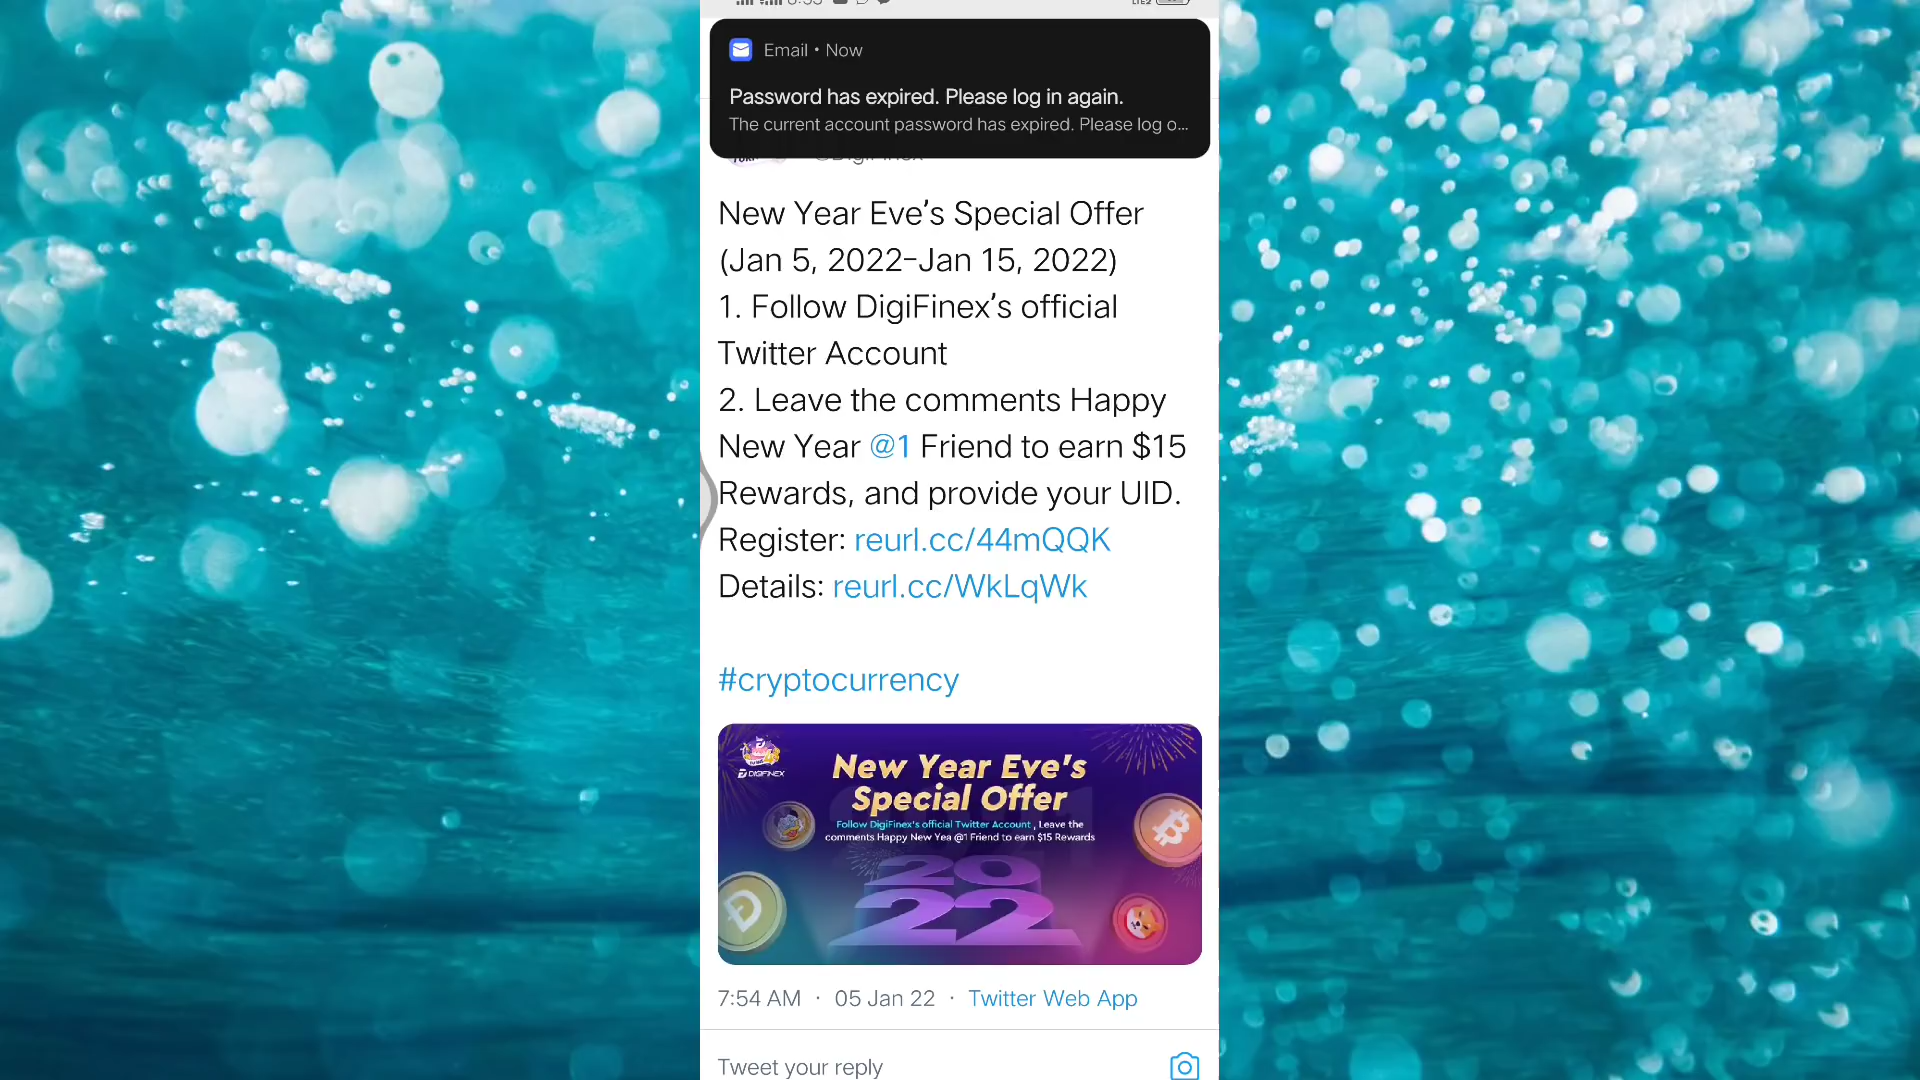 Email • Now
Password has expired. Please log in again.
The current account password has expired. Please log o...
@DigiFinex
New Year Eve’s Special Offer
(Jan 5, 2022–Jan 15, 2022)
1. Follow DigiFinex’s official
Twitter Account
2. Leave the comments Happy
New Year @1 Friend to earn $15
Rewards, and provide your UID.
Register: reurl.cc/44mQQK
Details: reurl.cc/WkLqWk
#cryptocurrency
DIGIFINEX
New Year Eve's
Special Offer
Follow DigiFinex's official Twitter Account , Leave the
comments Happy New Yea @1 Friend to earn $15 Rewards
20
22
7:54 AM · 05 Jan 22 · Twitter Web App
Tweet your reply